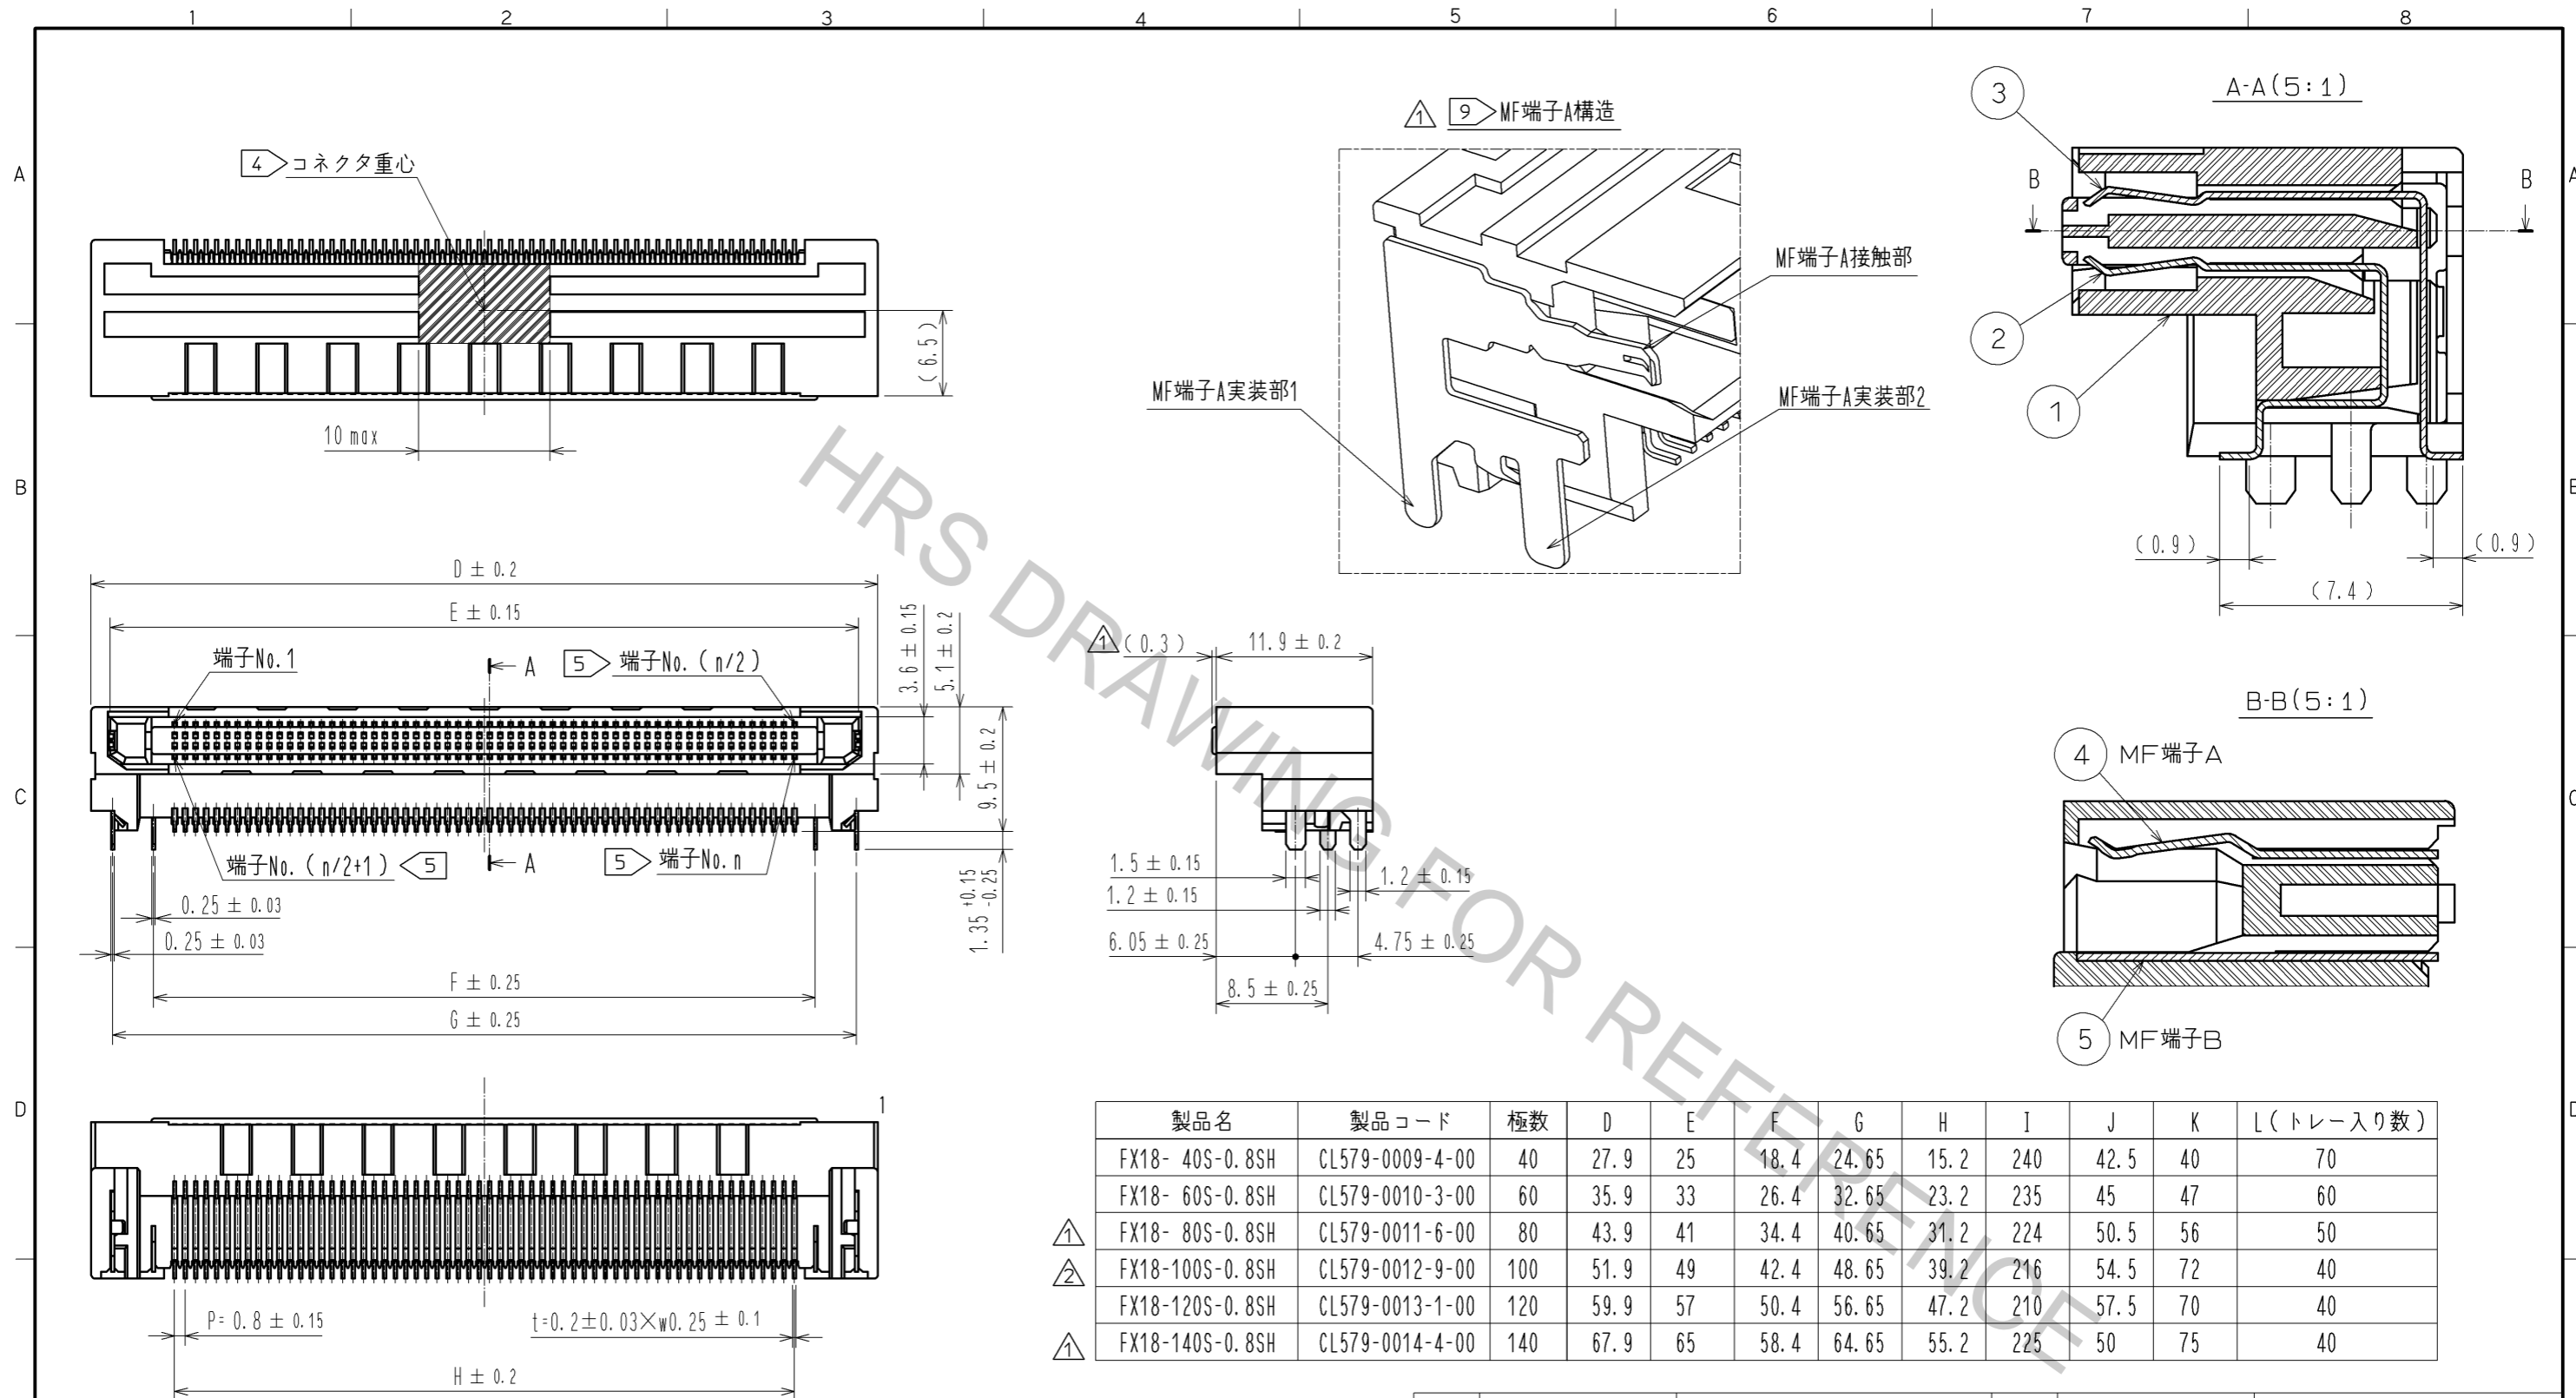 1 2 3 4 5 6 7 8
A
B
C
D
A
4 コネクタ重心
(6.5)
10 max
1 9 MF端子A構造
MF端子A接触部
MF端子A実装部1
MF端子A実装部2
A-A(5:1)
3
B B
2
1
(0.9) (0.9)
(7.4)
D ± 0.2
E ± 0.15
端子No.1
A
5 端子No.(n/2)
3.6 ± 0.15
5.1 ± 0.2
9.5 ± 0.2
端子No.(n/2+1) 5
A
5 端子No.n
1.35 +0.15 -0.25
0.25 ± 0.03
0.25 ± 0.03
F ± 0.25
G ± 0.25
1 (0.3) 11.9 ± 0.2
1.5 ± 0.15
1.2 ± 0.15
1.2 ± 0.15
6.05 ± 0.25
4.75 ± 0.25
8.5 ± 0.25
B-B(5:1)
4 MF端子A
5 MF端子B
1
P= 0.8 ± 0.15
t=0.2±0.03×w0.25 ± 0.1
H ± 0.2
製品名 製品コード 極数 D E F G H I J K L(トレー入り数)
FX18- 40S-0.8SH CL579-0009-4-00 40 27.9 25 18.4 24.65 15.2 240 42.5 40 70
FX18- 60S-0.8SH CL579-0010-3-00 60 35.9 33 26.4 32.65 23.2 235 45 47 60
1 FX18- 80S-0.8SH CL579-0011-6-00 80 43.9 41 34.4 40.65 31.2 224 50.5 56 50
2 FX18-100S-0.8SH CL579-0012-9-00 100 51.9 49 42.4 48.65 39.2 216 54.5 72 40
FX18-120S-0.8SH CL579-0013-1-00 120 59.9 57 50.4 56.65 47.2 210 57.5 70 40
1 FX18-140S-0.8SH CL579-0014-4-00 140 67.9 65 58.4 64.65 55.2 225 50 75 40
HRS DRAWING FOR REFERENCE